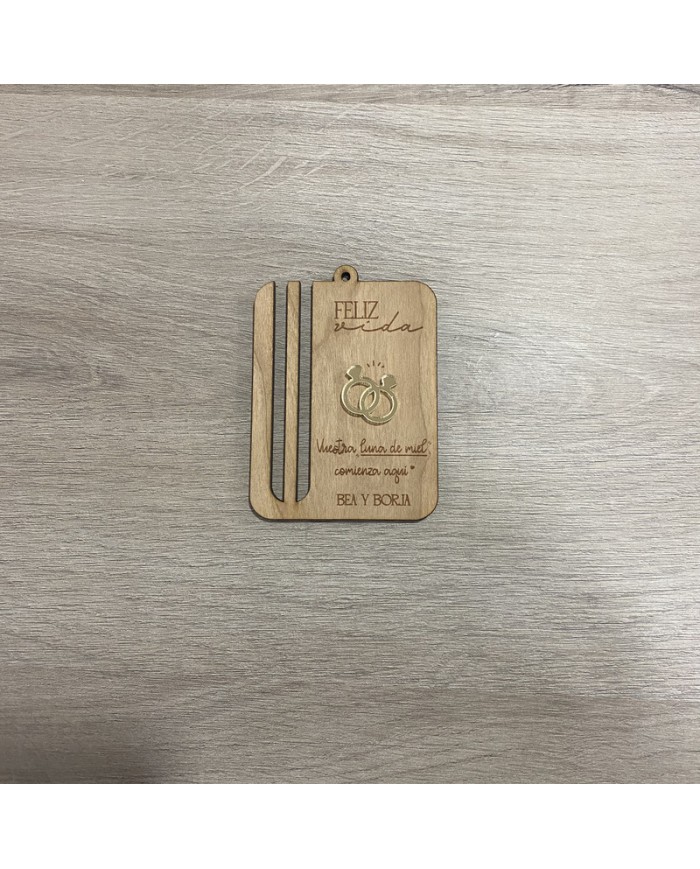 FELIZ
vida
Vuestra luna de miel
comienza aquí*
BEA Y BORJA